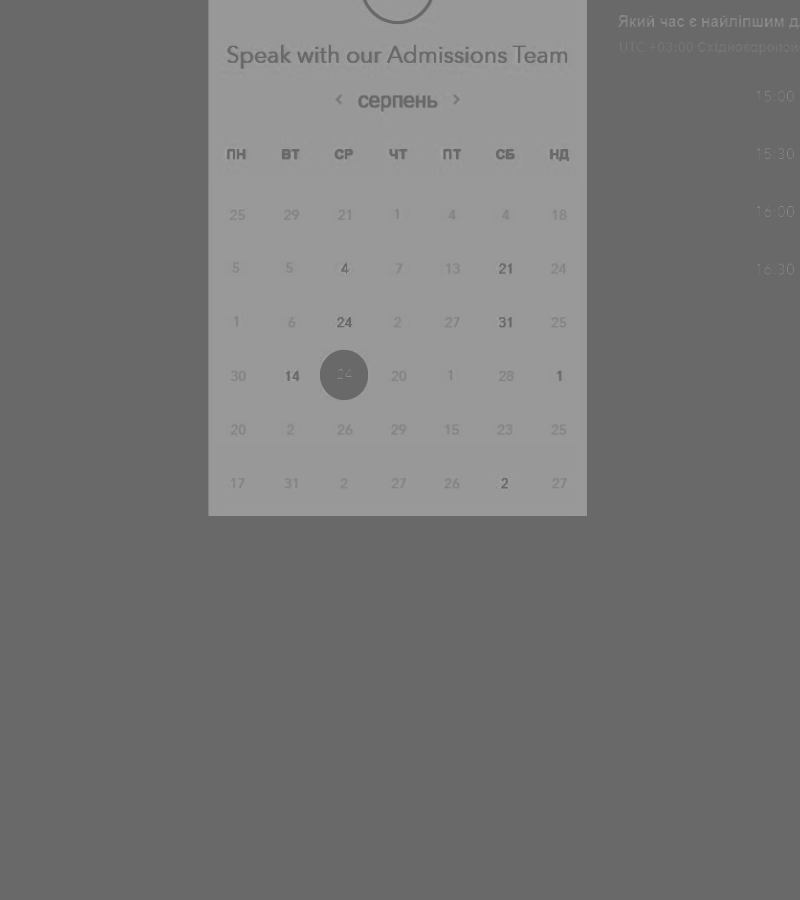 Speak with our Admissions Team
‹ серпень ›
ПН ВТ СР ЧТ ПТ СБ НД
25 29 21 1 4 4 18
5 5 4 7 13 21 24
1 6 24 2 27 31 25
30 14 24 20 1 28 1
20 2 26 29 15 23 25
17 31 2 27 26 2 27
Який час є найліпшим д
UTC +03:00
15:00
15:30
16:00
16:30